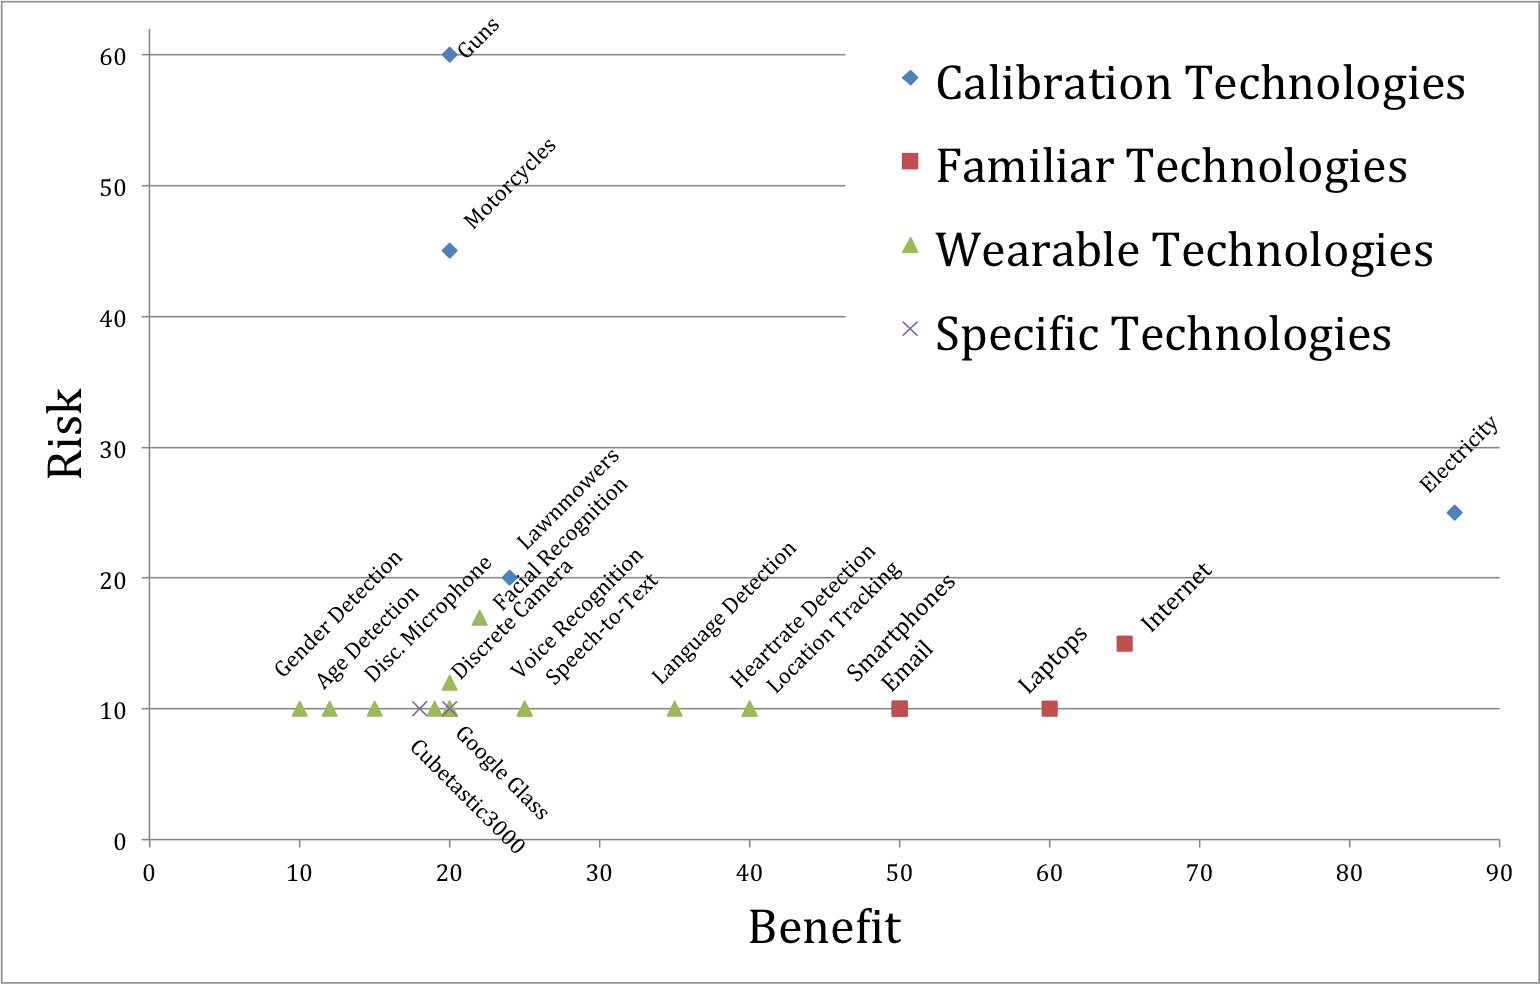 Guns
60
Calibration Technologies
Motorcycles
Familiar Technologies
50
Wearable Technologies
40
Specific Technologies
Risk
30
Electricity
Lawnmowers
Facial Recognition
20
Gender Detection
Age Detection
Disc. Microphone
Discrete Camera
Voice Recognition
Speech-to-Text
Language Detection
Heartrate Detection
Location Tracking
Smartphones
Email
Laptops
Internet
10
Google Glass
Cubetastic3000
0
0 10 20 30 40 50 60 70 80 90
Benefit